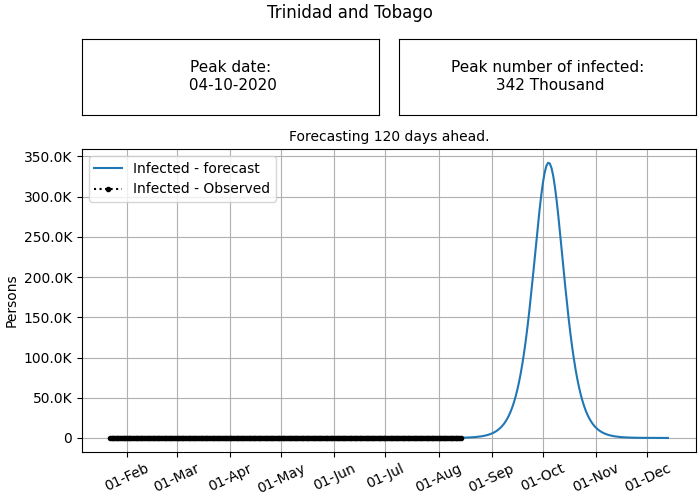 Trinidad and Tobago
Peak date:
04-10-2020
Peak number of infected:
342 Thousand
Forecasting 120 days ahead.
Infected - forecast
Infected - Observed
Persons
350.0K
300.0K
250.0K
200.0K
150.0K
100.0K
50.0K
0
01-Feb
01-Mar
01-Apr
01-May
01-Jun
01-Jul
01-Aug
01-Sep
01-Oct
01-Nov
01-Dec